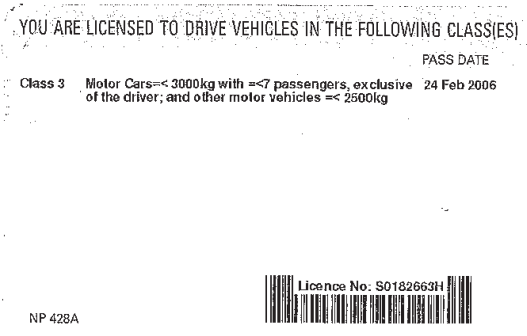 YOU ARE LICENSED TO DRIVE VEHICLES IN THE FOLLOWING CLASS(ES)
PASS DATE
Class 3 Motor Cars=< 3000kg with =<7 passengers, exclusive 24 Feb 2006
of the driver; and other motor vehicles =< 2500kg
Licence No: S0182663H
NP 428A